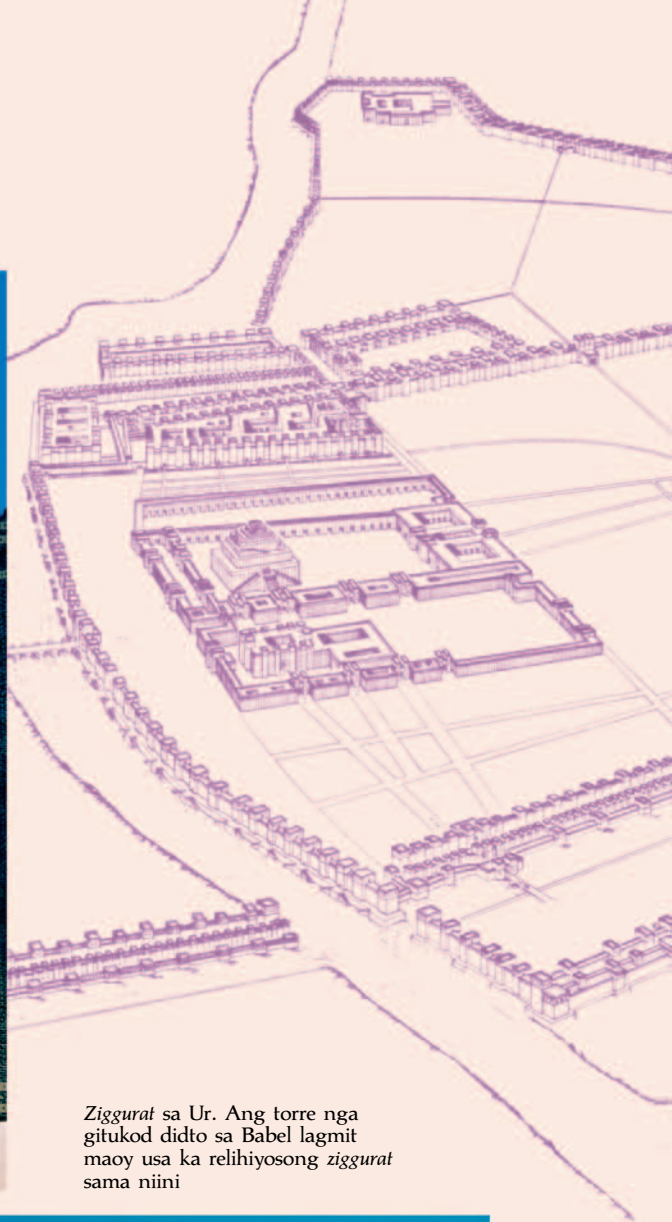 Ziggurat sa Ur. Ang torre nga
gitukod didto sa Babel lagmit
maoy usa ka relihiyosong ziggurat
sama niini